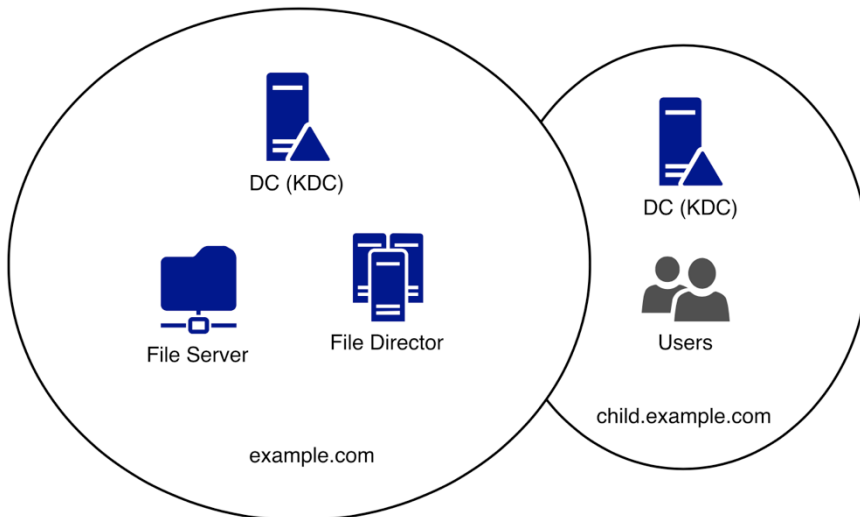 DC (KDC)
File Server
File Director
example.com
DC (KDC)
Users
child.example.com